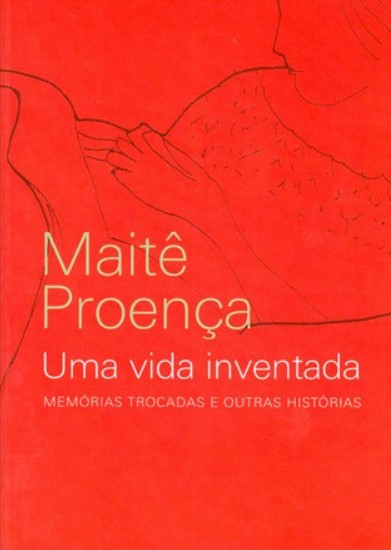 Maitê
Proença
Uma vida inventada
MEMÓRIAS TROCADAS E OUTRAS HISTÓRIAS